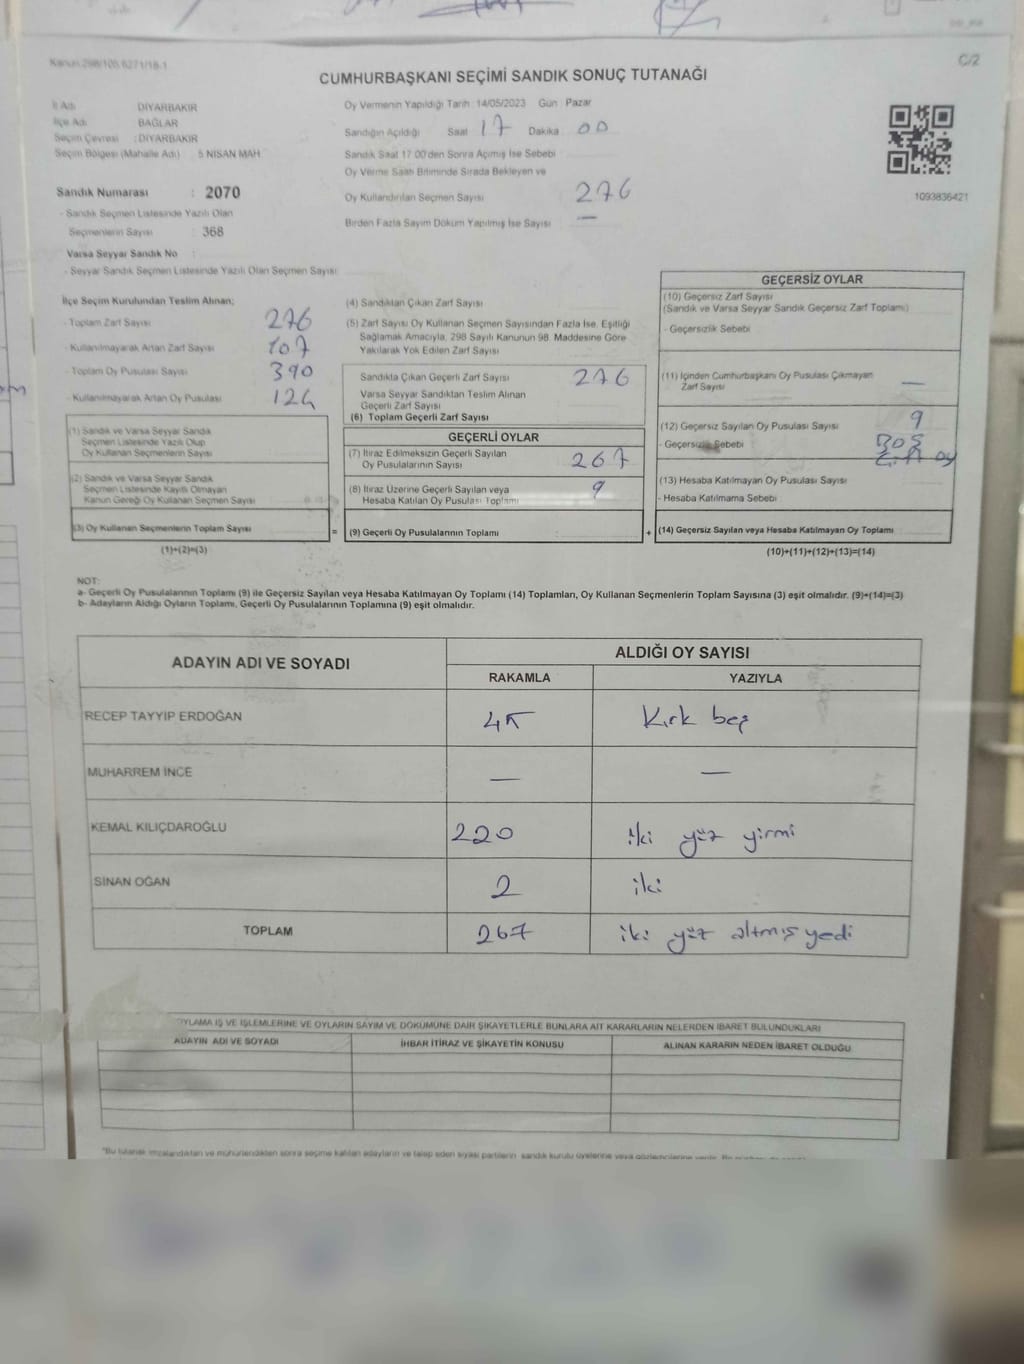 C/2
Kanun:298/105,6271/18-1
CUMHURBAŞKANI SEÇİMİ SANDIK SONUÇ TUTANAĞI
İl Adı DİYARBAKIR
İlçe Adı BAĞLAR
Seçim Çevresi : DİYARBAKIR
Seçim Bölgesi (Mahalle Adı) 5 NİSAN MAH
Sandık Numarası : 2070
- Sandık Seçmen Listesinde Yazılı Olan
Seçmenlerin Sayısı : 368
Varsa Seyyar Sandık No :
- Seyyar Sandık Seçmen Listesinde Yazılı Olan Seçmen Sayısı
Oy Vermenin Yapıldığı Tarih: 14/05/2023 Gün Pazar
Sandığın Açıldığı Saat 17 Dakika 00
Sandık Saat 17:00'den Sonra Açılmış İse Sebebi
Oy Verme Saati Bitiminde Sırada Bekleyen ve
Oy Kullandırılan Seçmen Sayısı 276
Birden Fazla Sayım Döküm Yapılmış İse Sayısı —
1093836421
İlçe Seçim Kurulundan Teslim Alınan;
- Toplam Zarf Sayısı 276
- Kullanılmayarak Artan Zarf Sayısı 107
- Toplam Oy Pusulası Sayısı 390
- Kullanılmayarak Artan Oy Pusulası 124
(1) Sandık ve Varsa Seyyar Sandık
Seçmen Listesinde Yazılı Olup
Oy Kullanan Seçmenlerin Sayısı
(2) Sandık ve Varsa Seyyar Sandık
Seçmen Listesinde Kayıtlı Olmayan
Kanun Gereği Oy Kullanan Seçmen Sayısı
(3) Oy Kullanan Seçmenlerin Toplam Sayısı
(1)+(2)=(3)
(4) Sandıktan Çıkan Zarf Sayısı
(5) Zarf Sayısı Oy Kullanan Seçmen Sayısından Fazla İse, Eşitliği
Sağlamak Amacıyla, 298 Sayılı Kanunun 98. Maddesine Göre
Yakılarak Yok Edilen Zarf Sayısı
Sandıkta Çıkan Geçerli Zarf Sayısı 276
Varsa Seyyar Sandıktan Teslim Alınan
Geçerli Zarf Sayısı
(6) Toplam Geçerli Zarf Sayısı
GEÇERLİ OYLAR
(7) İtiraz Edilmeksizin Geçerli Sayılan
Oy Pusulalarının Sayısı 267
(8) İtiraz Üzerine Geçerli Sayılan veya
Hesaba Katılan Oy Pusulası Toplamı 9
= (9) Geçerli Oy Pusulalarının Toplamı
GEÇERSİZ OYLAR
(10) Geçersiz Zarf Sayısı
(Sandık ve Varsa Seyyar Sandık Geçersiz Zarf Toplamı)
- Geçersizlik Sebebi
(11) İçinden Cumhurbaşkanı Oy Pusulası Çıkmayan
Zarf Sayısı —
(12) Geçersiz Sayılan Oy Pusulası Sayısı 9
- Geçersizlik Sebebi BOŞ
oy
(13) Hesaba Katılmayan Oy Pusulası Sayısı
- Hesaba Katılmama Sebebi
+ (14) Geçersiz Sayılan veya Hesaba Katılmayan Oy Toplamı
(10)+(11)+(12)+(13)=(14)
NOT:
a- Geçerli Oy Pusulalarının Toplamı (9) ile Geçersiz Sayılan veya Hesaba Katılmayan Oy Toplamı (14) Toplamları, Oy Kullanan Seçmenlerin Toplam Sayısına (3) eşit olmalıdır. (9)+(14)=(3)
b- Adayların Aldığı Oyların Toplamı, Geçerli Oy Pusulalarının Toplamına (9) eşit olmalıdır.
ADAYIN ADI VE SOYADI ALDIĞI OY SAYISI
RAKAMLA YAZIYLA
RECEP TAYYİP ERDOĞAN 45 Kırk beş
MUHARREM İNCE — —
KEMAL KILIÇDAROĞLU 220 iki yüz yirmi
SİNAN OĞAN 2 iki
TOPLAM 267 iki yüz altmış yedi
OYLAMA İŞ VE İŞLEMLERİNE VE OYLARIN SAYIM VE DÖKÜMÜNE DAİR ŞİKAYETLERLE BUNLARA AİT KARARLARIN NELERDEN İBARET BULUNDUKLARI
ADAYIN ADI VE SOYADI İHBAR İTİRAZ VE ŞİKAYETİN KONUSU ALINAN KARARIN NEDEN İBARET OLDUĞU
*Bu tutanak imzalandıktan ve mühürlendikten sonra seçime katılan adayların ve talep eden siyasi partilerin sandık kurulu üyelerine veya gözlemcilerine verilir.